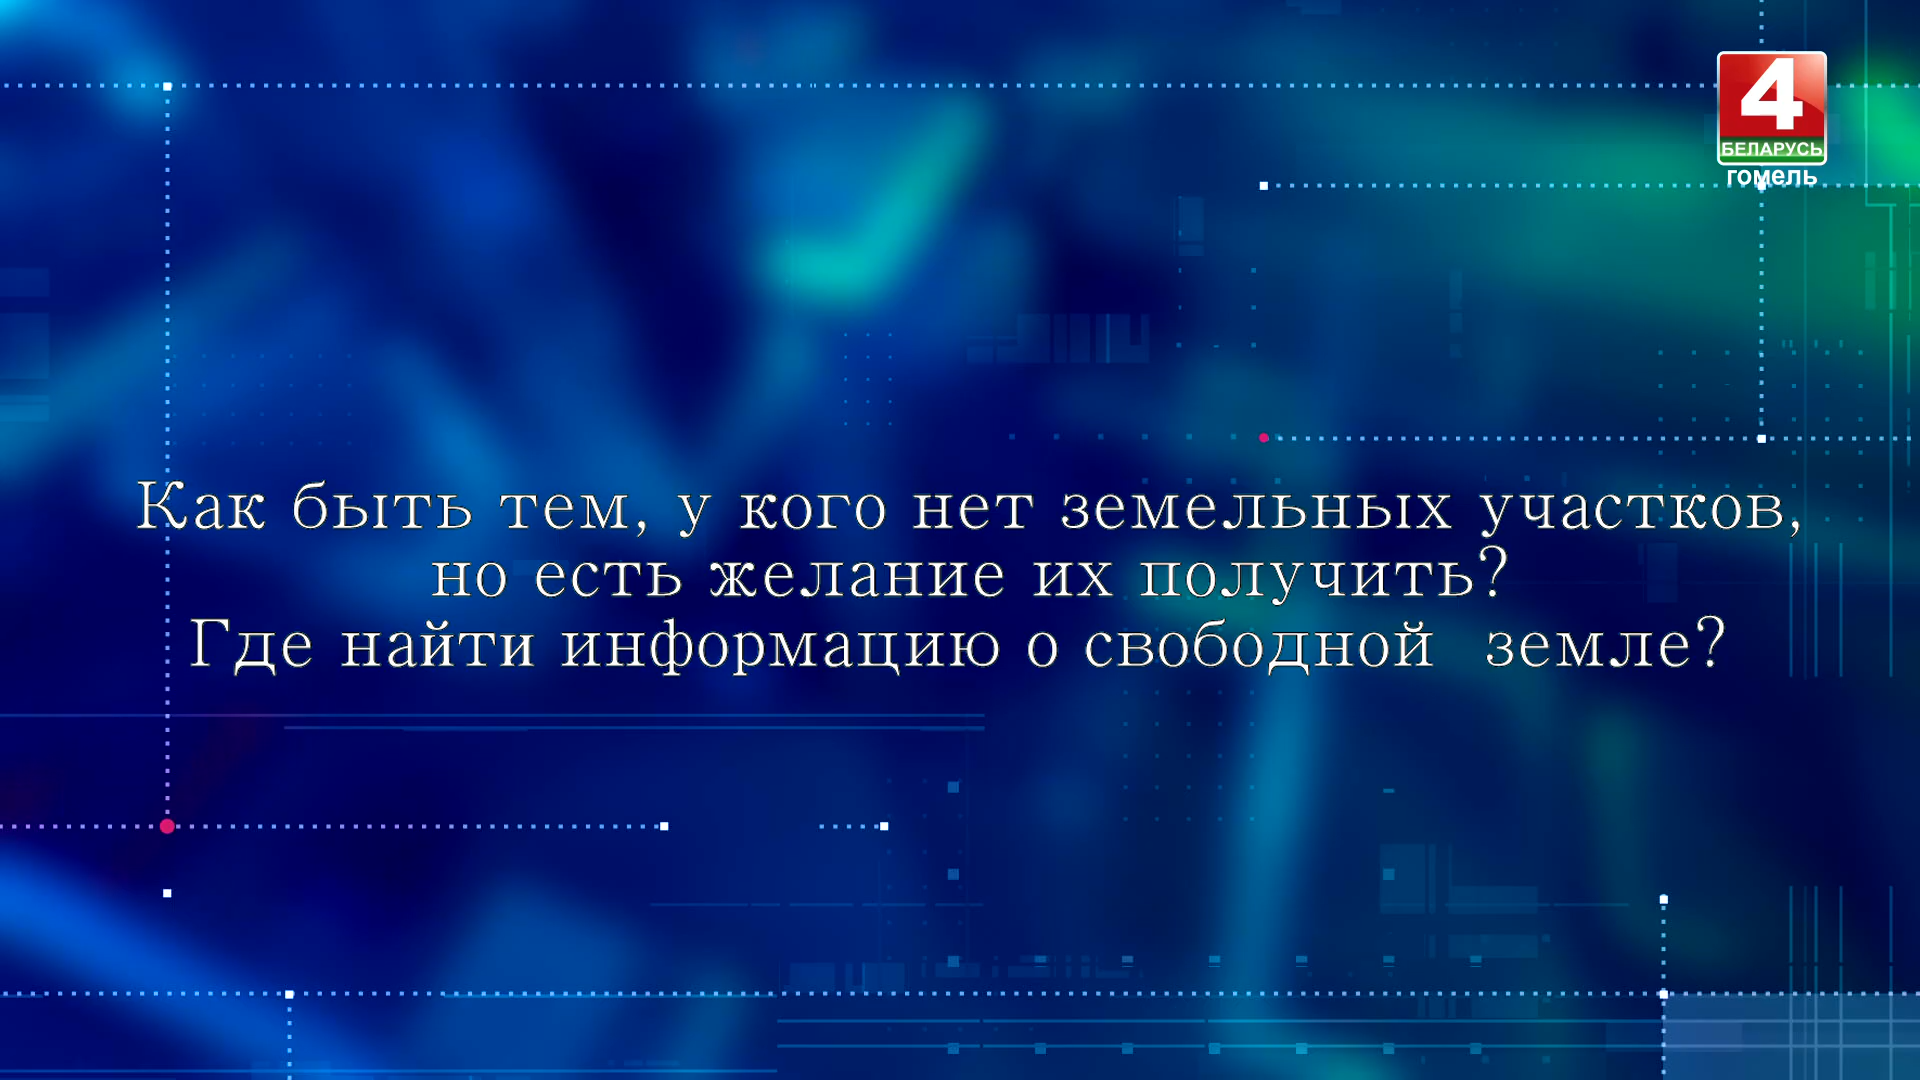 4
БЕЛАРУСЬ
гомель
Как быть тем, у кого нет земельных участков,
но есть желание их получить?
Где найти информацию о свободной земле?